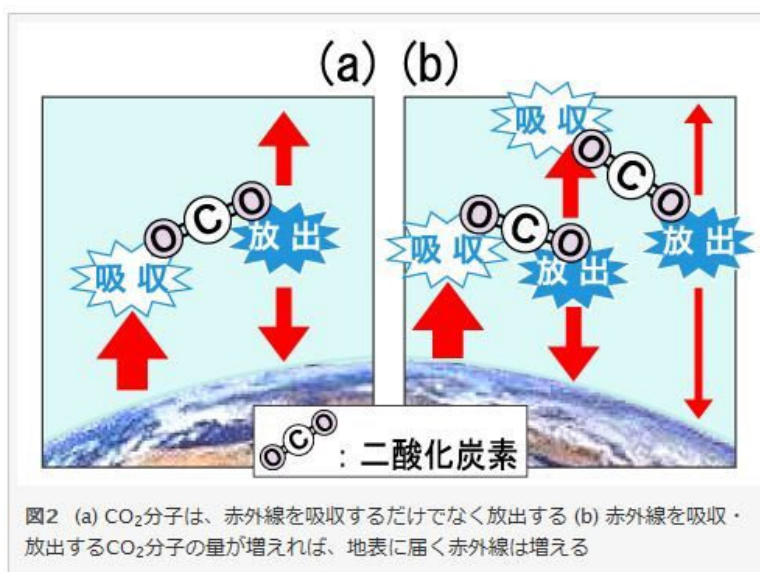 (a) (b)
吸収
O C O
放出
吸収
O C O
吸収
O C O
放出
放出
O C O : 二酸化炭素
図2 (a) CO₂分子は、赤外線を吸収するだけでなく放出する (b) 赤外線を吸収・
放出するCO₂分子の量が増えれば、地表に届く赤外線は増える